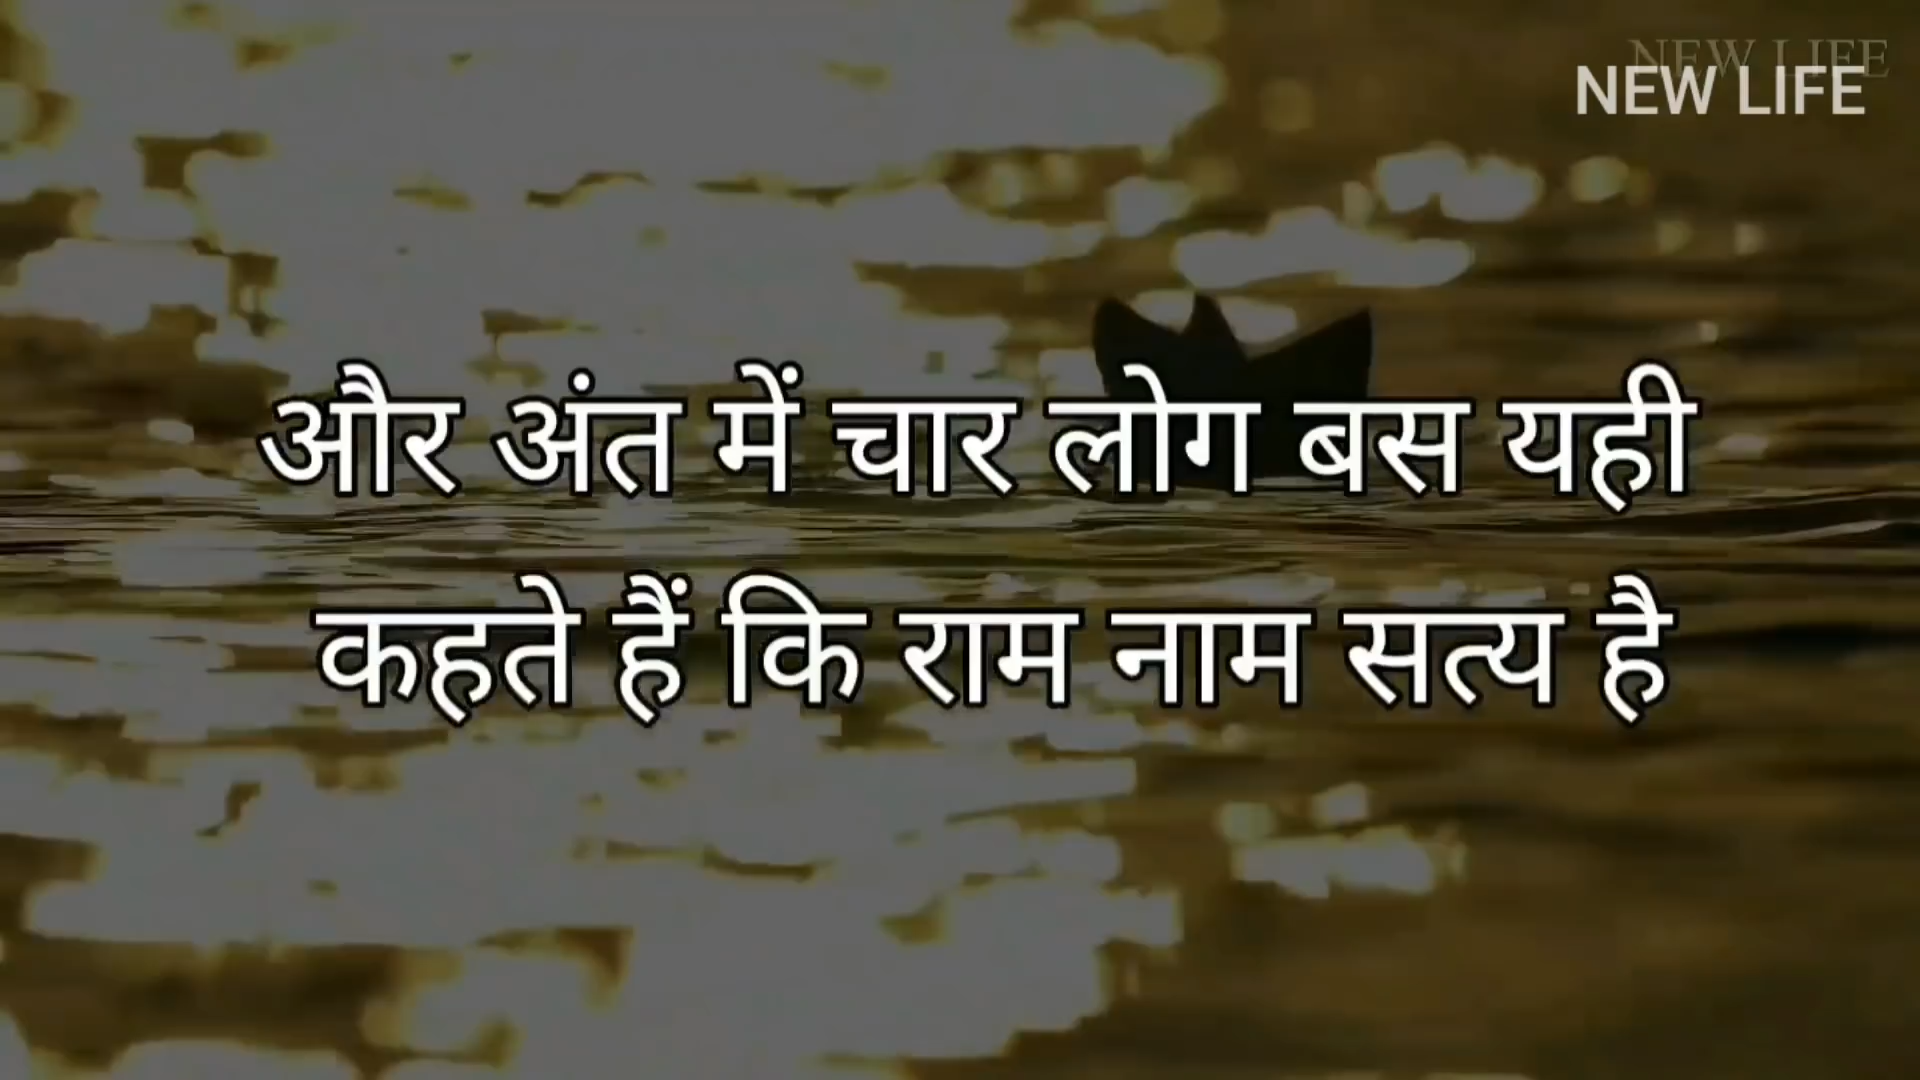 NEW LIFE
NEW LIFE
और अंत में चार लोग बस यही
कहते हैं कि राम नाम सत्य है